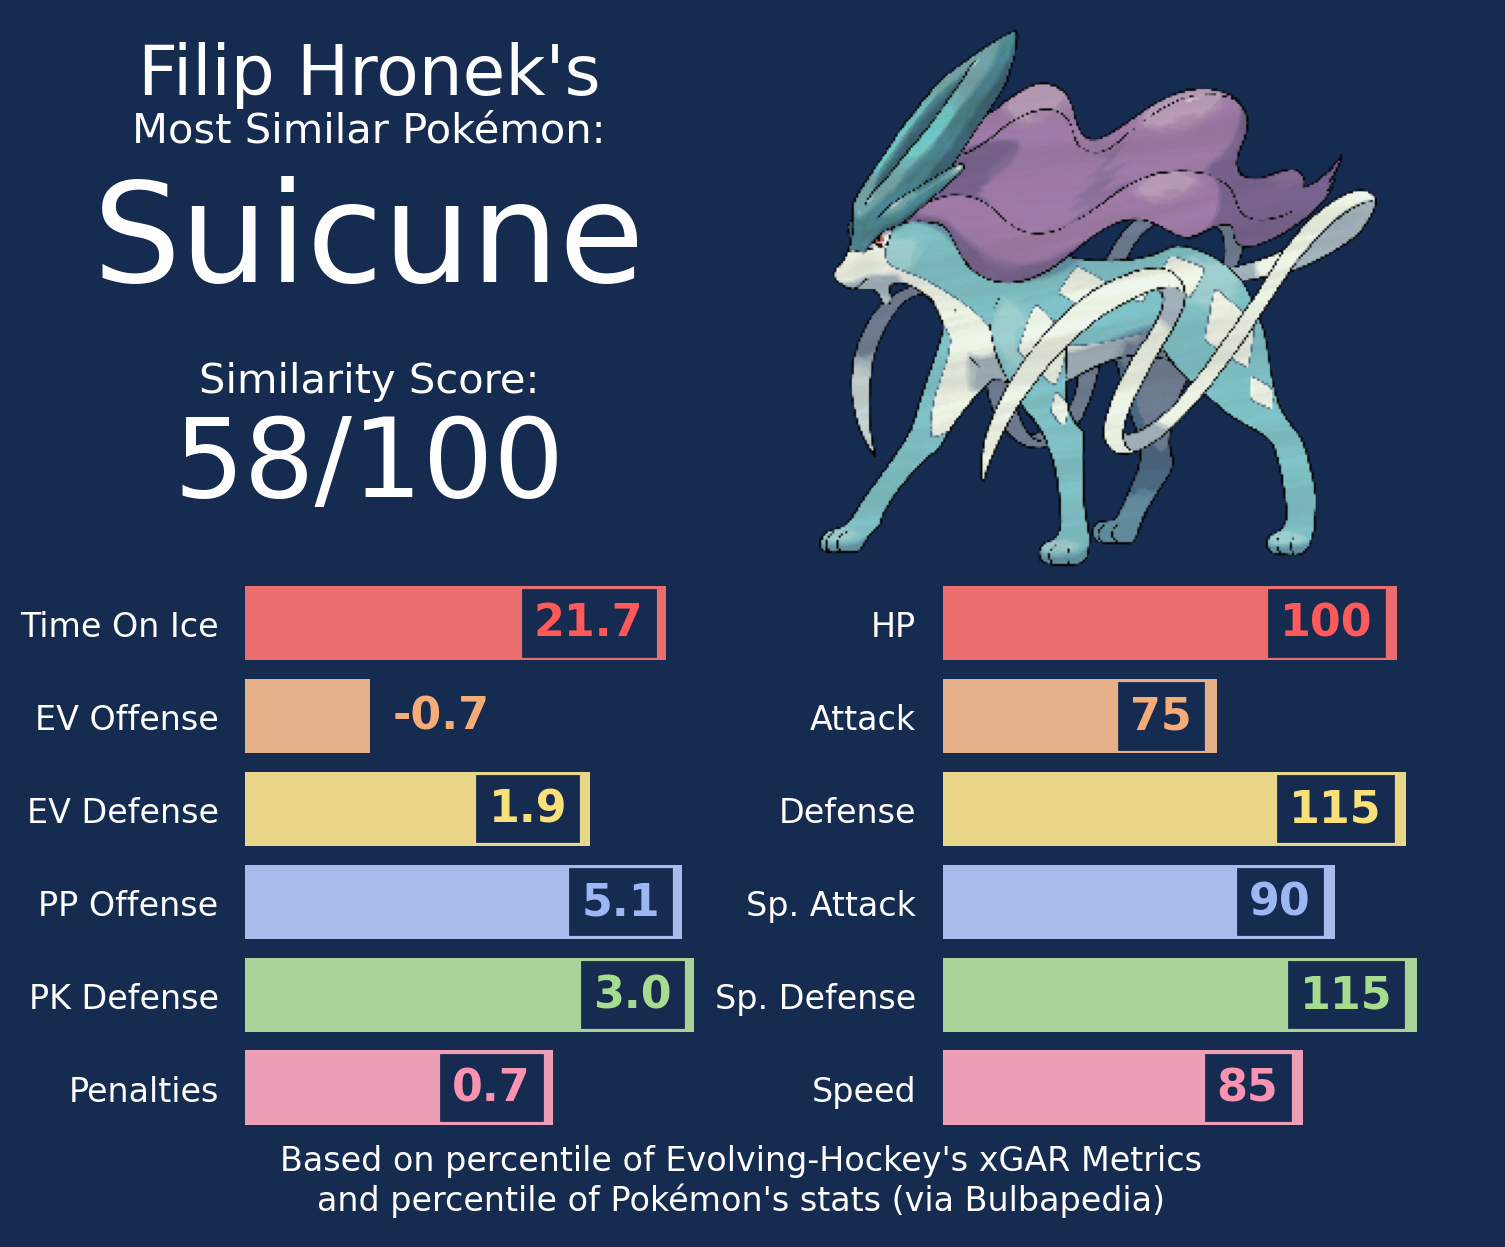 Filip Hronek's
Most Similar Pokémon:
Suicune
Similarity Score:
58/100
Time On Ice 21.7
EV Offense -0.7
EV Defense 1.9
PP Offense 5.1
PK Defense 3.0
Penalties 0.7
HP 100
Attack 75
Defense 115
Sp. Attack 90
Sp. Defense 115
Speed 85
Based on percentile of Evolving-Hockey's xGAR Metrics
and percentile of Pokémon's stats (via Bulbapedia)